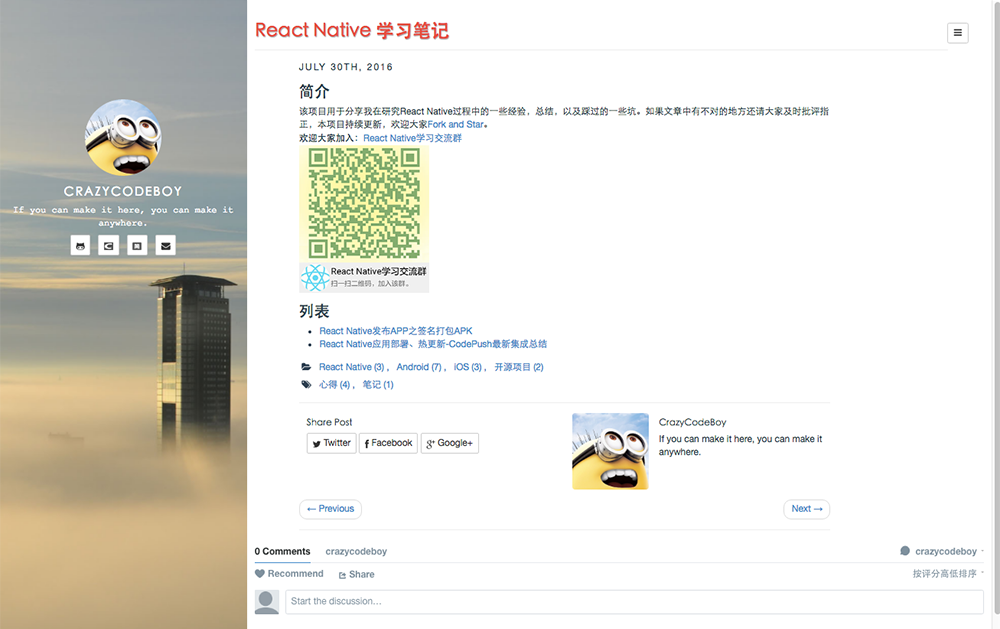 CRAZYCODEBOY
If you can make it here, you can make it
anywhere.
React Native 学习笔记
JULY 30TH, 2016
简介
该项目用于分享我在研究React Native过程中的一些经验，总结，以及踩过的一些坑。如果文章中有不对的地方还请大家及时批评指
正，本项目持续更新，欢迎大家Fork and Star。
欢迎大家加入：React Native学习交流群
React Native学习交流群
扫一扫二维码，加入该群。
列表
React Native发布APP之签名打包APK
React Native应用部署、热更新-CodePush最新集成总结
React Native (3) ， Android (7) ， iOS (3) ， 开源项目 (2)
心得 (4) ， 笔记 (1)
Share Post
Twitter Facebook Google+
CrazyCodeBoy
If you can make it here, you can make it
anywhere.
← Previous
Next →
0 Comments crazycodeboy
crazycodeboy
Recommend Share
按评分高低排序
Start the discussion...